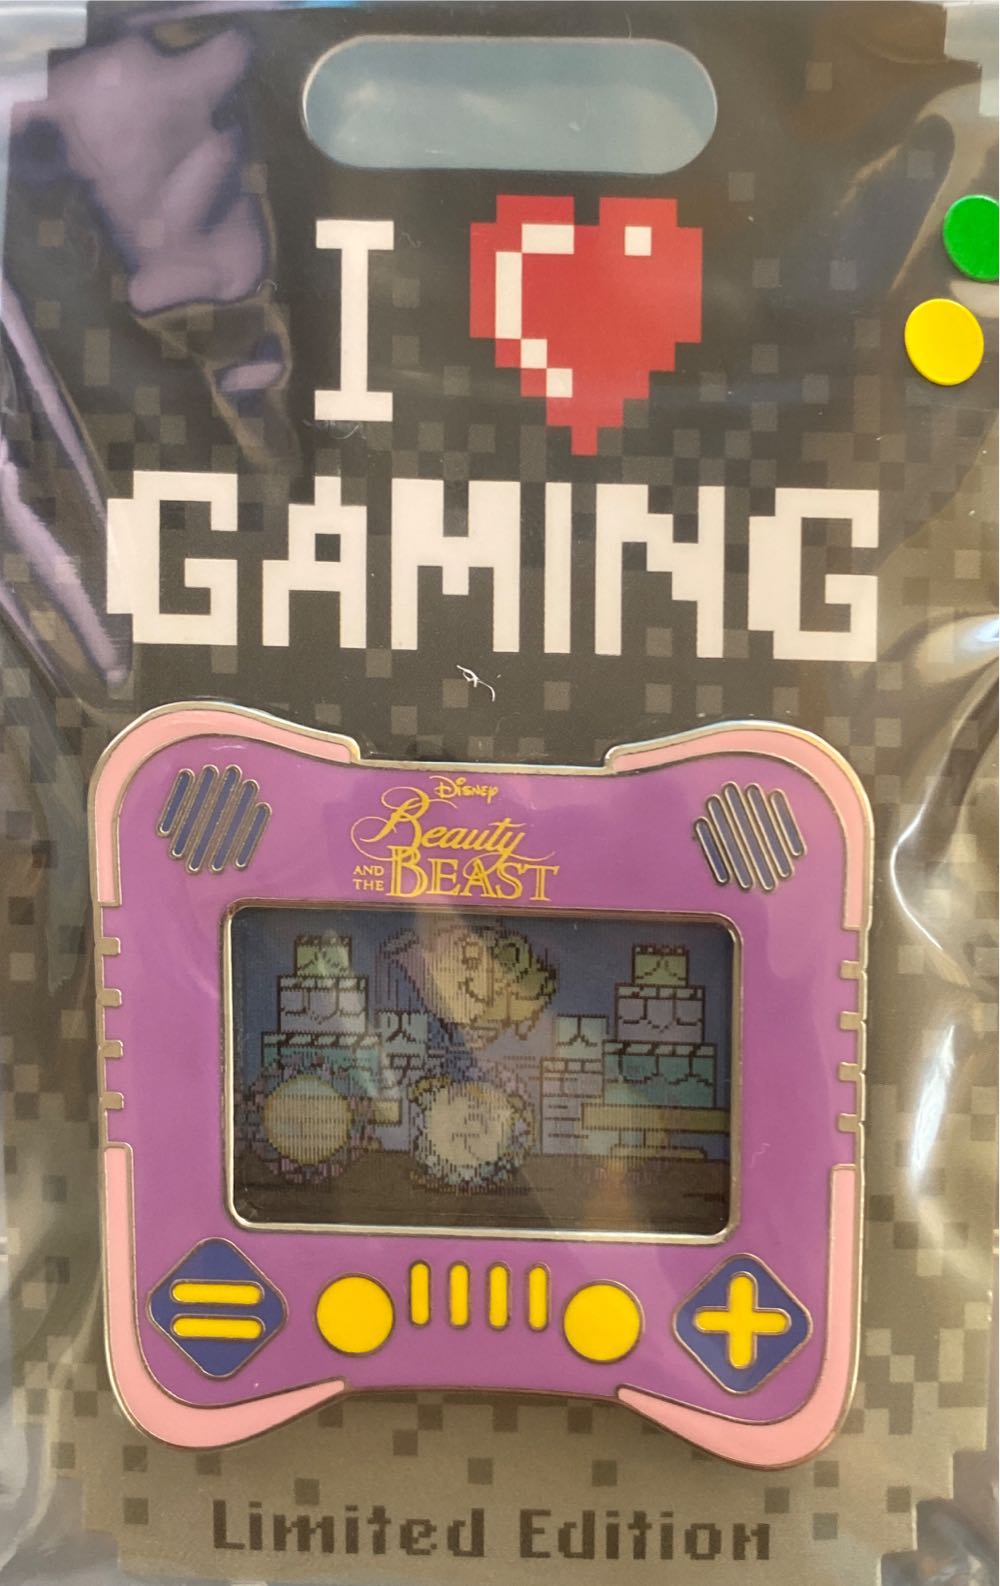 I
GAMING
Disney
Beauty
AND THE BEAST
Limited Edition